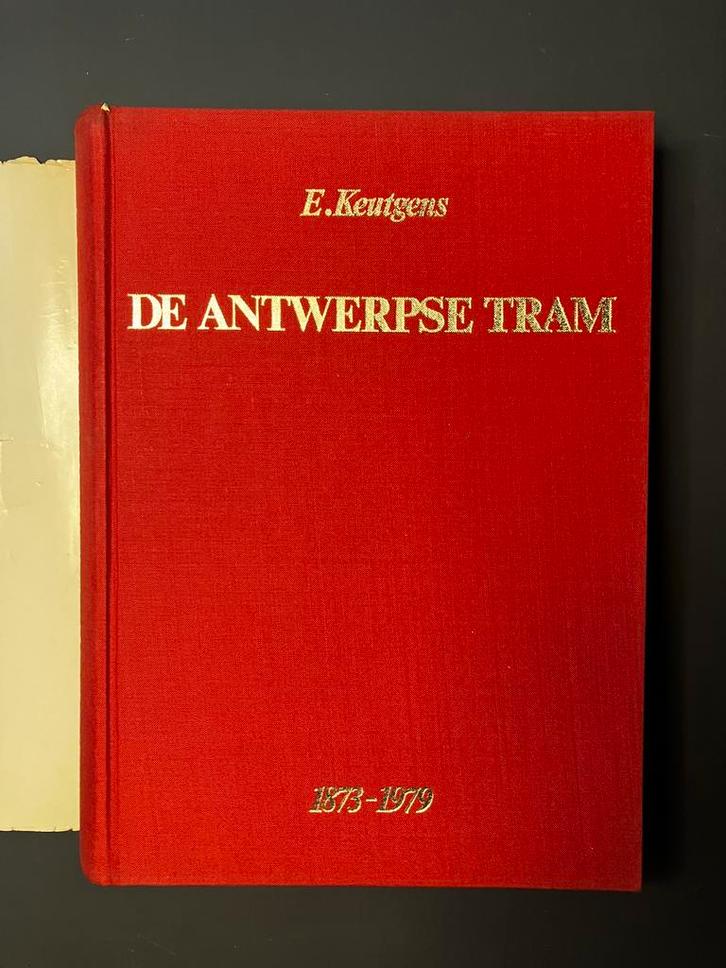 E.Keutgens
DE ANTWERPSE TRAM
1873-1979